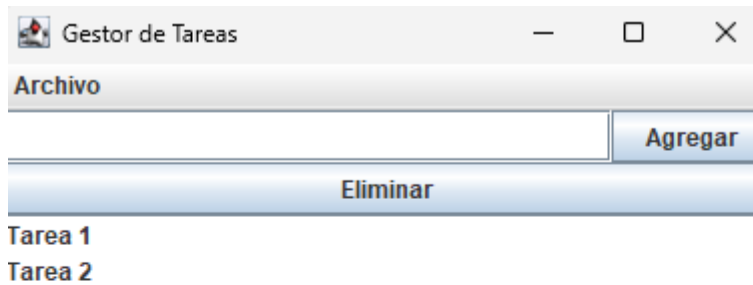 Gestor de Tareas
Archivo
Agregar
Eliminar
Tarea 1
Tarea 2